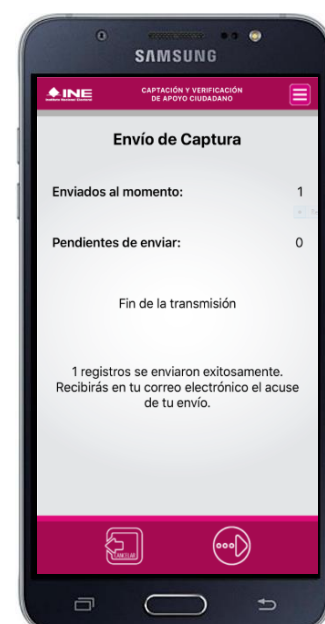 SAMSUNG
INE
CAPTACIÓN Y VERIFICACIÓN
DE APOYO CIUDADANO
Envío de Captura
Enviados al momento: 1
Pendientes de enviar: 0
Fin de la transmisión
1 registros se enviaron exitosamente.
Recibirás en tu correo electrónico el acuse
de tu envío.
CANCELAR